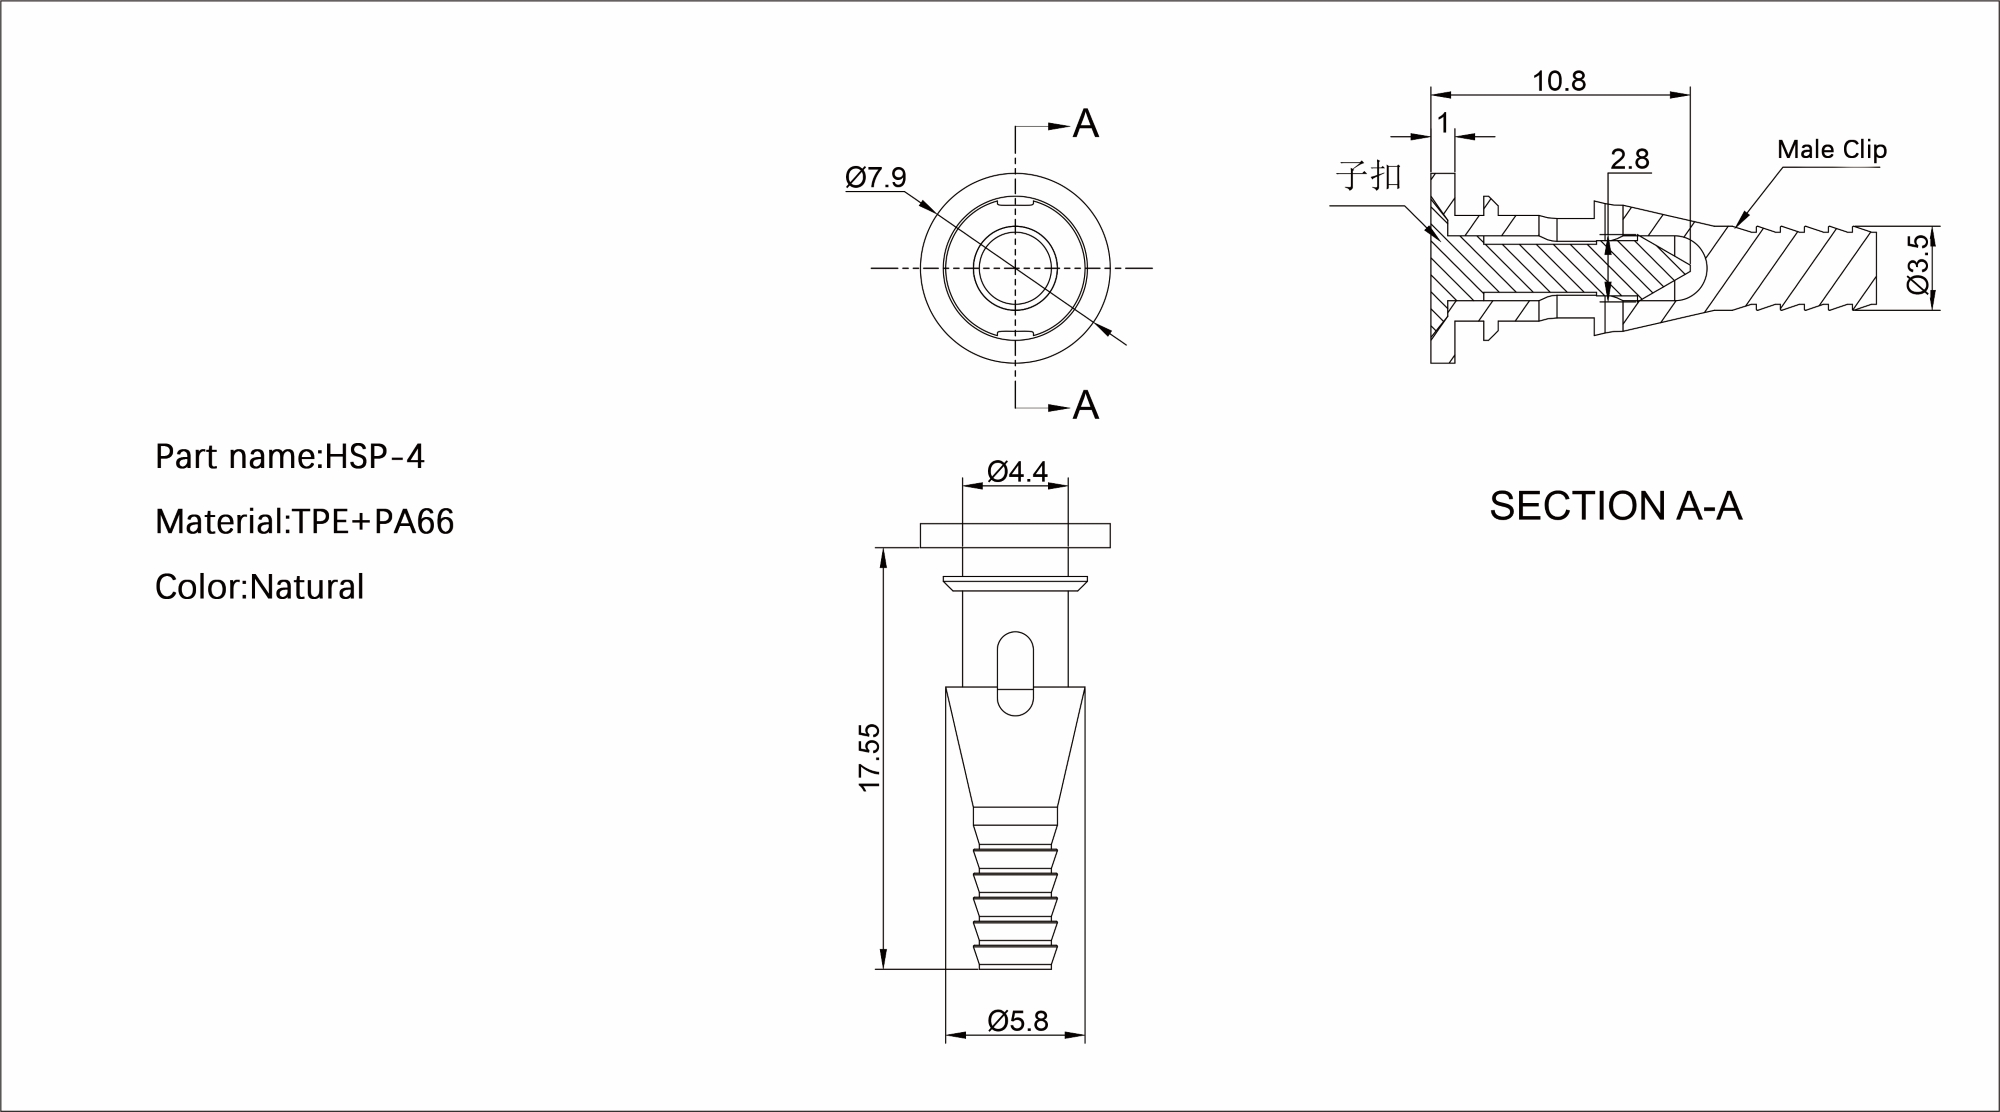 Part name:HSP-4
Material:TPE+PA66
Color:Natural
A
Ø7.9
A
Ø4.4
17.55
Ø5.8
10.8
1
子扣
2.8
Male Clip
Ø3.5
SECTION A-A